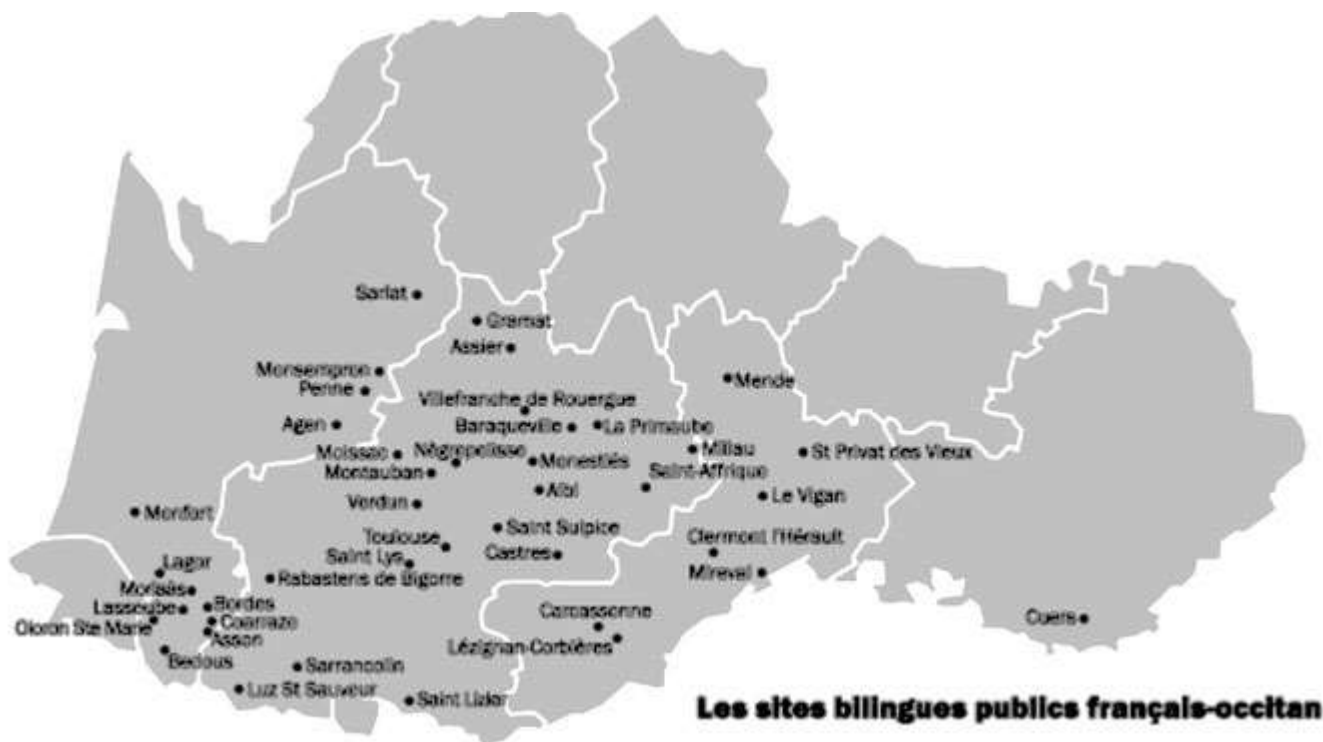 Sarlat
Gramat
Assier
Monsempron
Mende
Penne
Villefranche de Rouergue
Agen
Baraqueville
La Primaube
Moissac
Nègrepelisse
Monestiés
Millau
St Privat des Vieux
Montauban
Saint-Affrique
Albi
Le Vigan
Verdun
Monfort
Saint Sulpice
Toulouse
Clermont l'Hérault
Saint Lys
Castres
Lagor
Rabastens de Bigorre
Mireval
Morlaàs
Lasseube
Bordes
Carcassonne
Oloron Ste Marie
Coarraze
Cuers
Asson
Lézignan-Corbières
Bedous
Sarrancolin
Luz St Sauveur
Saint Lizier
Les sites bilingues publics français-occitan